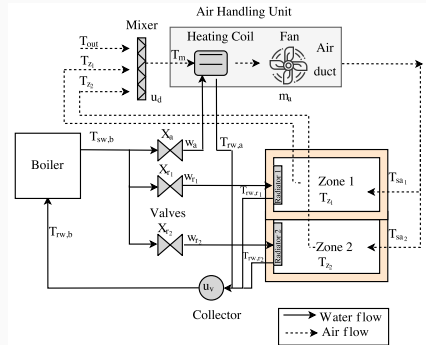 Air Handling Unit
Mixer
Heating Coil
Fan
Air
duct
T_out
T_z1
T_z2
T_m
u_d
m_a
T_sw,b
X_a
w_a
T_rw,a
Boiler
X_r1
w_r1
T_rw,r1
Radiator 1
Zone 1
T_z1
T_sa1
Valves
X_r2
w_r2
T_rw,r2
Radiator 2
Zone 2
T_z2
T_sa2
T_rw,b
u_v
Collector
Water flow
Air flow